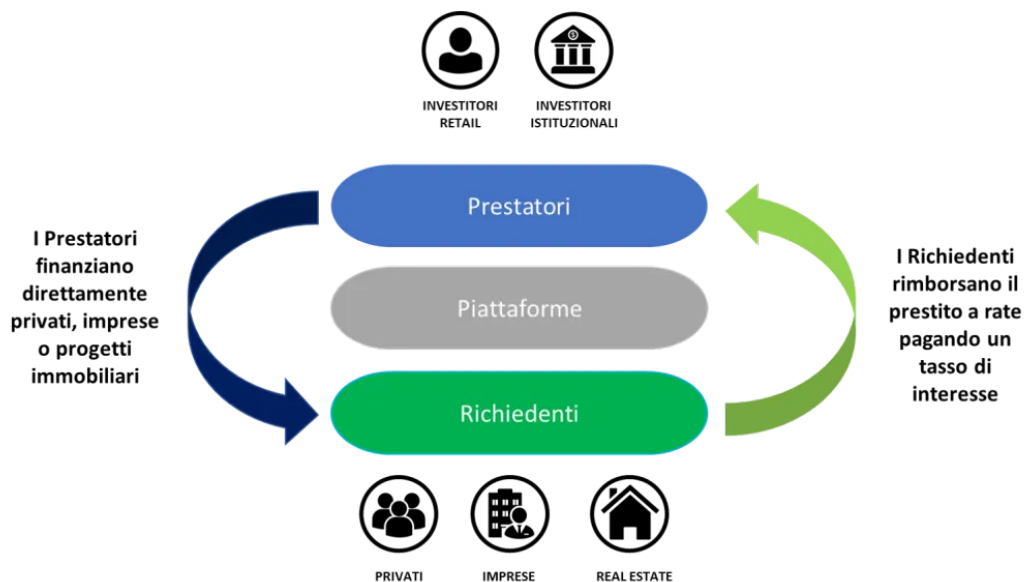 INVESTITORI
RETAIL
INVESTITORI
ISTITUZIONALI
Prestatori
I Prestatori
finanziano
direttamente
privati, imprese
o progetti
immobiliari
Piattaforme
I Richiedenti
rimborsano il
prestito a rate
pagando un
tasso di
interesse
Richiedenti
PRIVATI
IMPRESE
REAL ESTATE